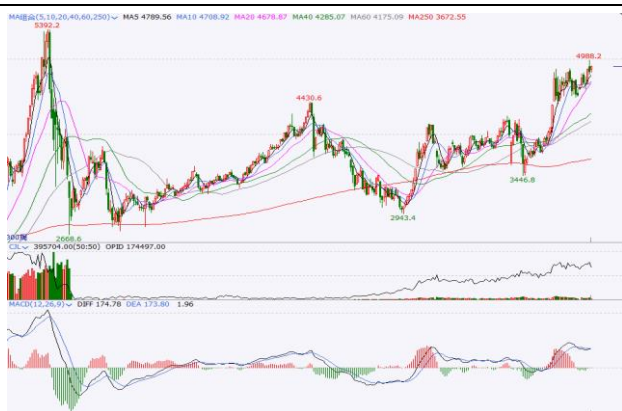 MA组合(5,10,20,40,60,250) MA5 4789.56 MA10 4708.92 MA20 4678.87 MA40 4285.07 MA60 4175.09 MA250 3672.55
5392.2
4988.2
4430.6
3446.8
2943.4
2668.6
CJL 395704.00(50:50) OPID 174497.00
MACD(12,26,9) DIFF 174.78 DEA 173.80 1.96